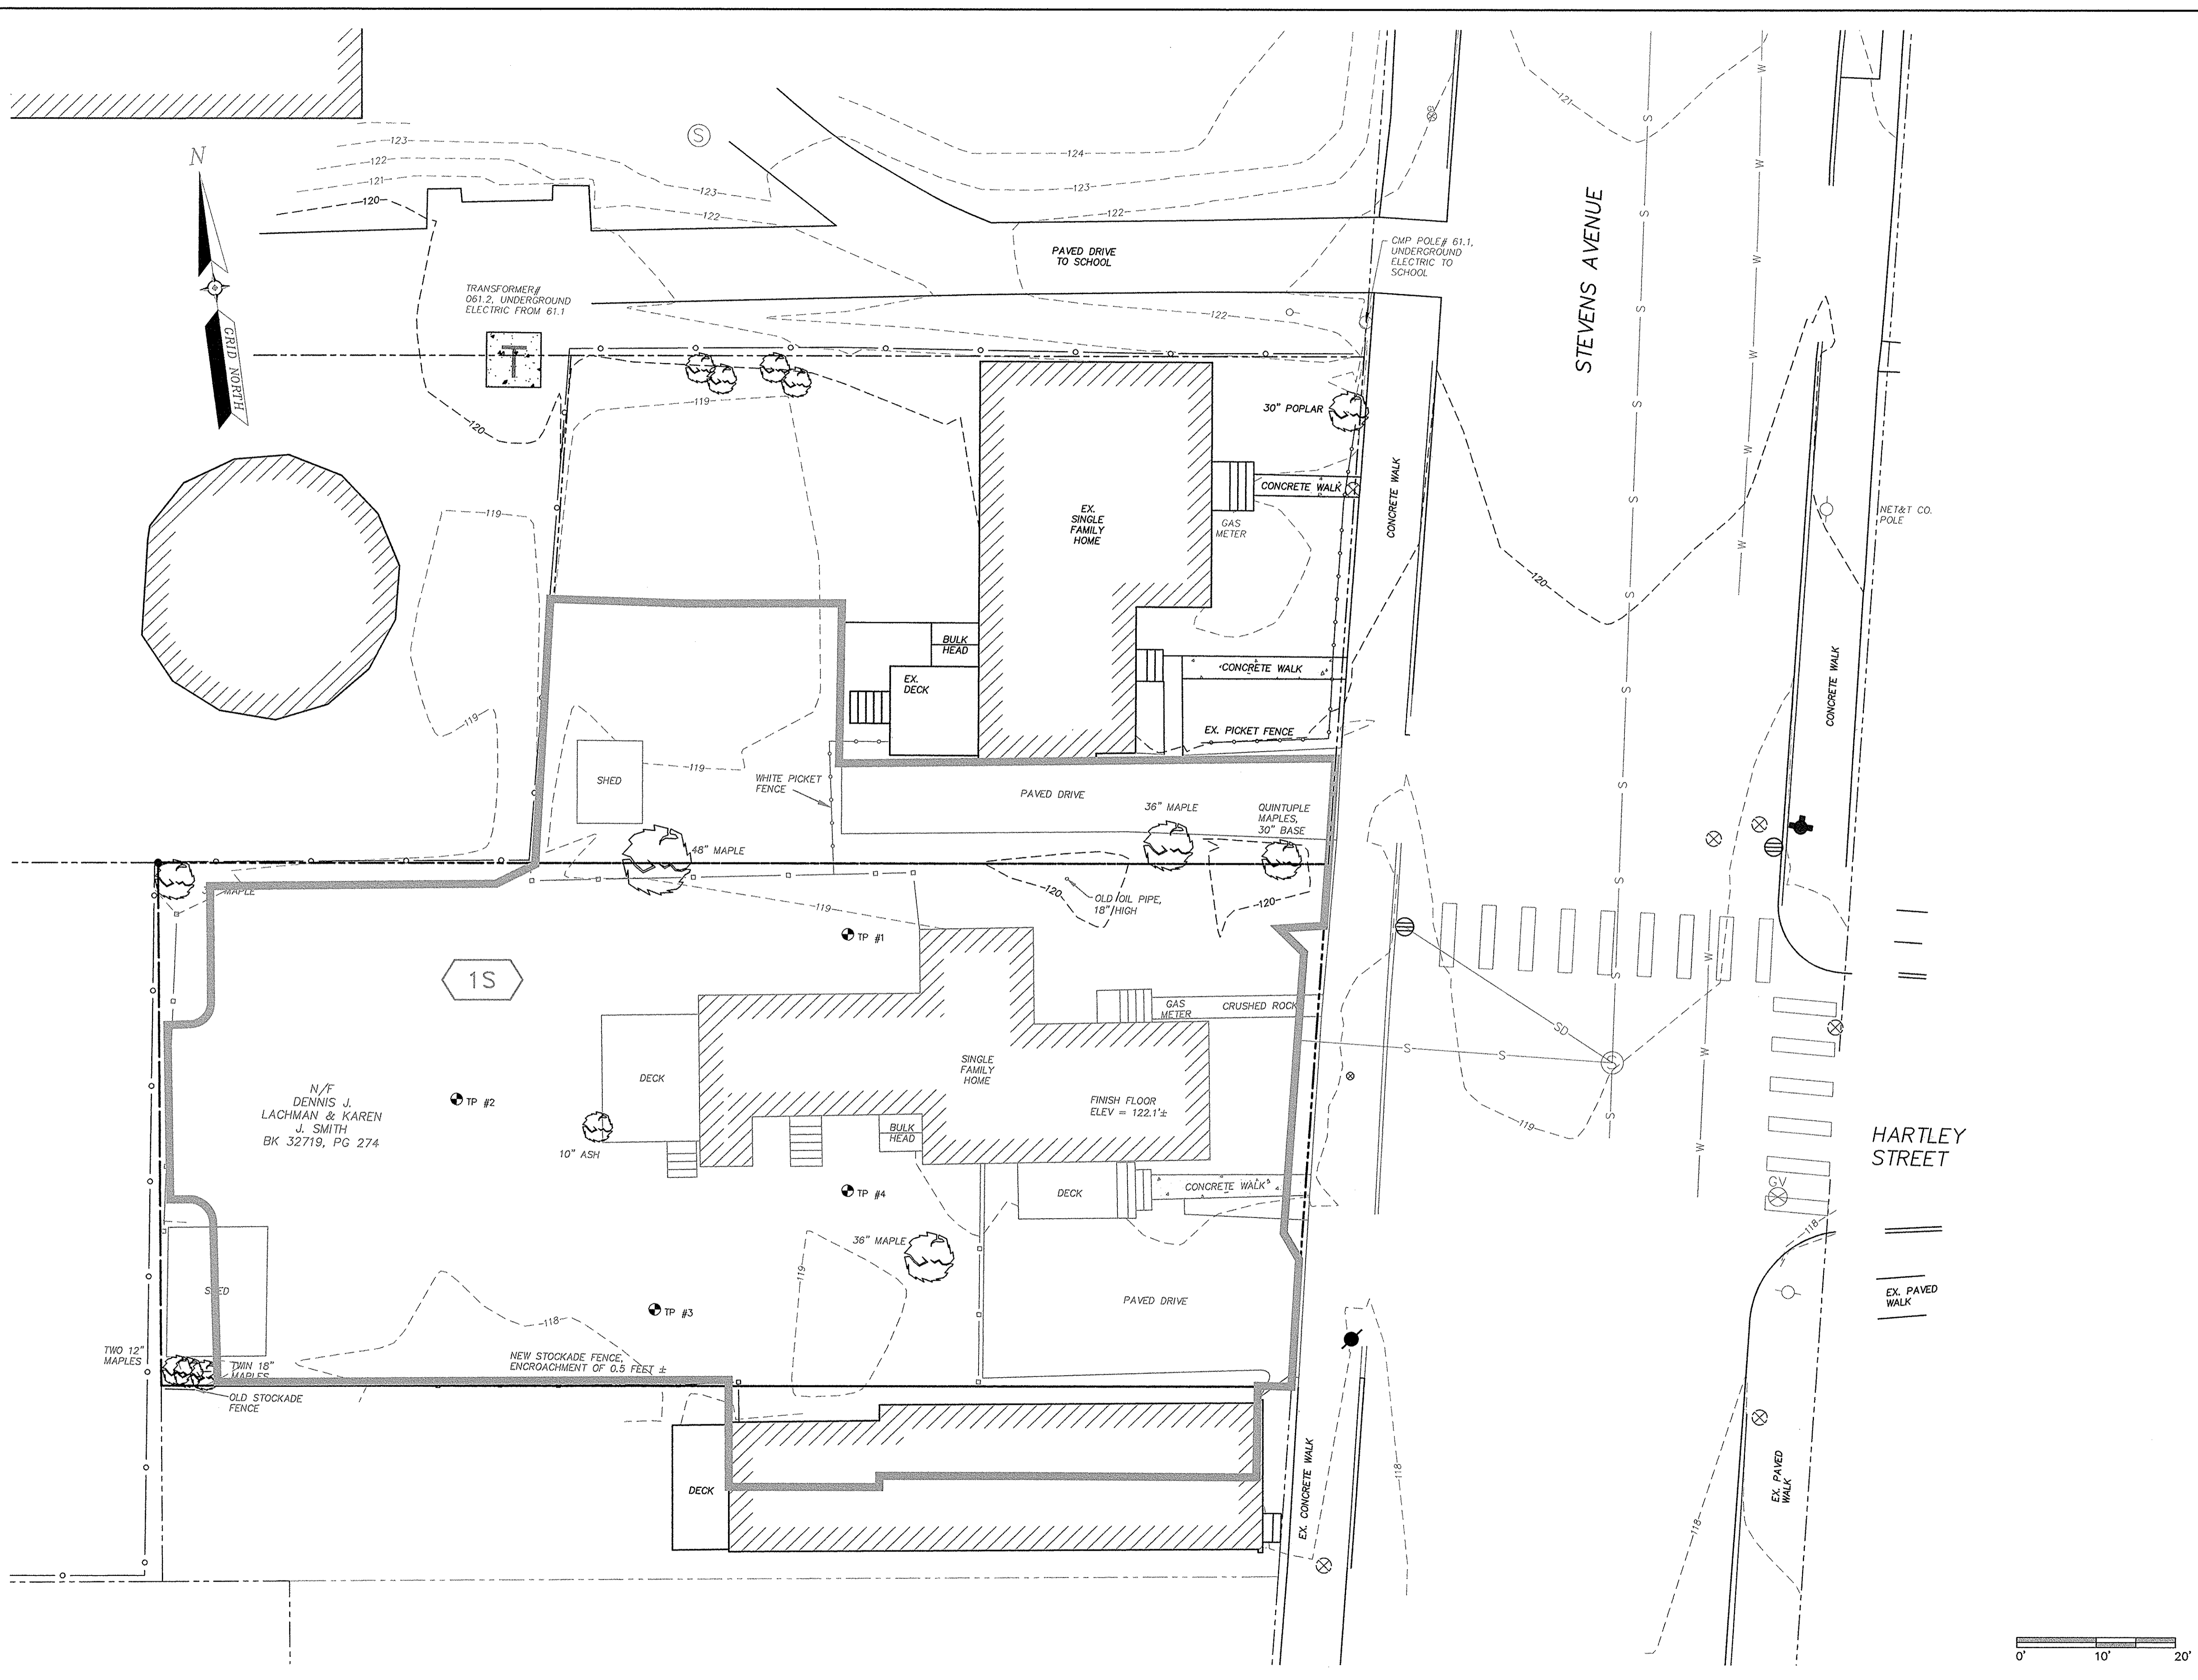 124
121
123
122
121
120
123
123
122
122
S
N
GRID NORTH
STEVENS AVENUE
PAVED DRIVE
TO SCHOOL
CMP POLE# 61.1,
UNDERGROUND
ELECTRIC TO
SCHOOL
TRANSFORMER#
061.2, UNDERGROUND
ELECTRIC FROM 61.1
T
122
119
120
30" POPLAR
CONCRETE WALK
CONCRETE WALK
GAS
METER
EX.
SINGLE
FAMILY
HOME
NET&T CO.
POLE
119
120
BULK
HEAD
EX.
DECK
CONCRETE WALK
CONCRETE WALK
EX. PICKET FENCE
119
119
SHED
WHITE PICKET
FENCE
PAVED DRIVE
36" MAPLE
QUINTUPLE
MAPLES,
30" BASE
48" MAPLE
MAPLE
119
120
OLD OIL PIPE,
18" HIGH
120
TP #1
1S
GAS
METER
CRUSHED ROCK
SD
S
S
S
W
DECK
SINGLE
FAMILY
HOME
FINISH FLOOR
ELEV = 122.1'±
N/F
DENNIS J.
LACHMAN & KAREN
J. SMITH
BK 32719, PG 274
TP #2
10" ASH
BULK
HEAD
119
HARTLEY
STREET
GV
TP #4
DECK
CONCRETE WALK
118
36" MAPLE
119
SHED
TP #3
PAVED DRIVE
EX. PAVED
WALK
118
TWO 12"
MAPLES
TWIN 18"
MAPLES
NEW STOCKADE FENCE,
ENCROACHMENT OF 0.5 FEET ±
OLD STOCKADE
FENCE
DECK
EX. CONCRETE WALK
118
118
EX. PAVED
WALK
0' 10' 20'